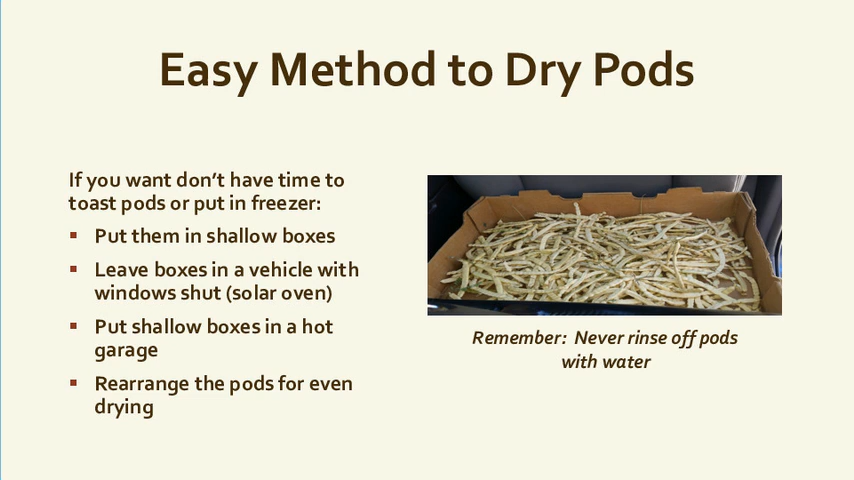 Easy Method to Dry Pods
If you want don't have time to
toast pods or put in freezer:
▪ Put them in shallow boxes
▪ Leave boxes in a vehicle with
windows shut (solar oven)
▪ Put shallow boxes in a hot
garage
▪ Rearrange the pods for even
drying
Remember:  Never rinse off pods
with water